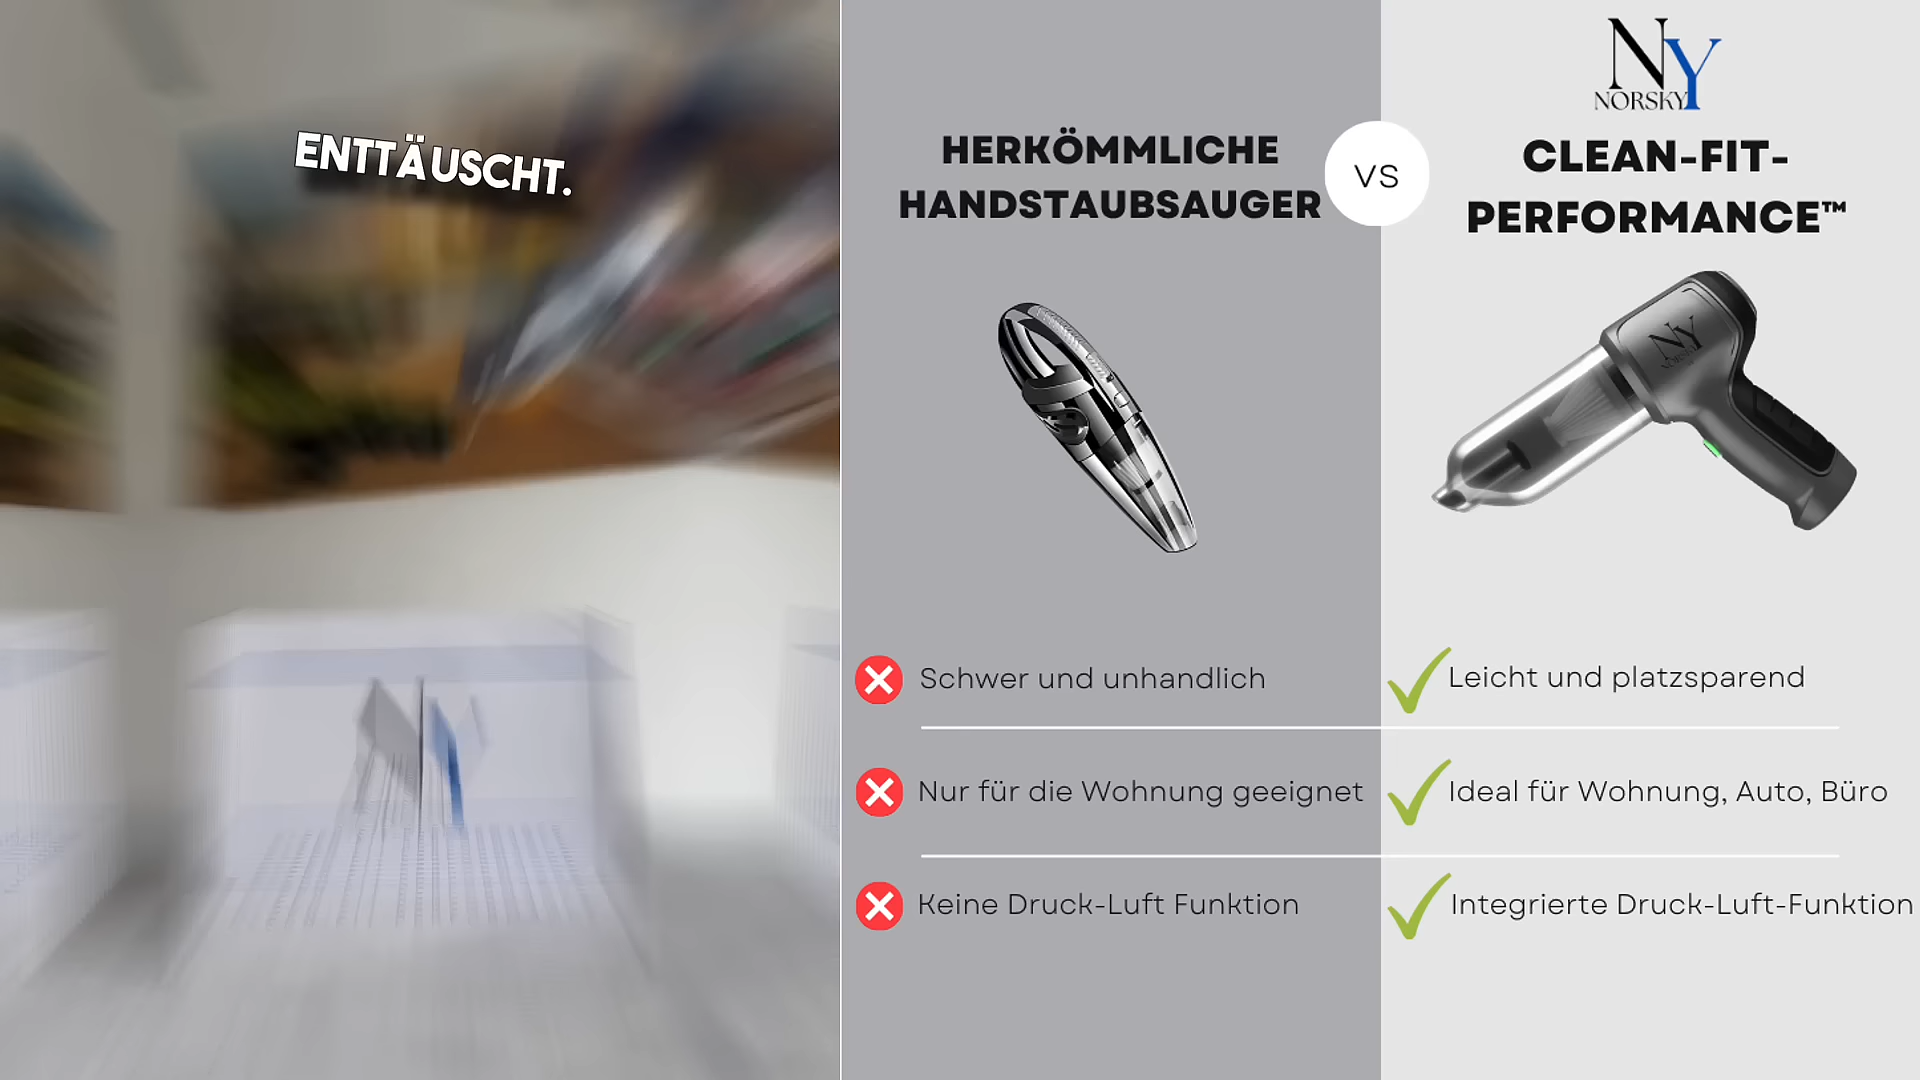 ENTTÄUSCHT.
NY
NORSKY
HERKÖMMLICHE
HANDSTAUBSAUGER
VS
CLEAN-FIT-
PERFORMANCE™
NY
Schwer und unhandlich
Leicht und platzsparend
Nur für die Wohnung geeignet
Ideal für Wohnung, Auto, Büro
Keine Druck-Luft Funktion
Integrierte Druck-Luft-Funktion